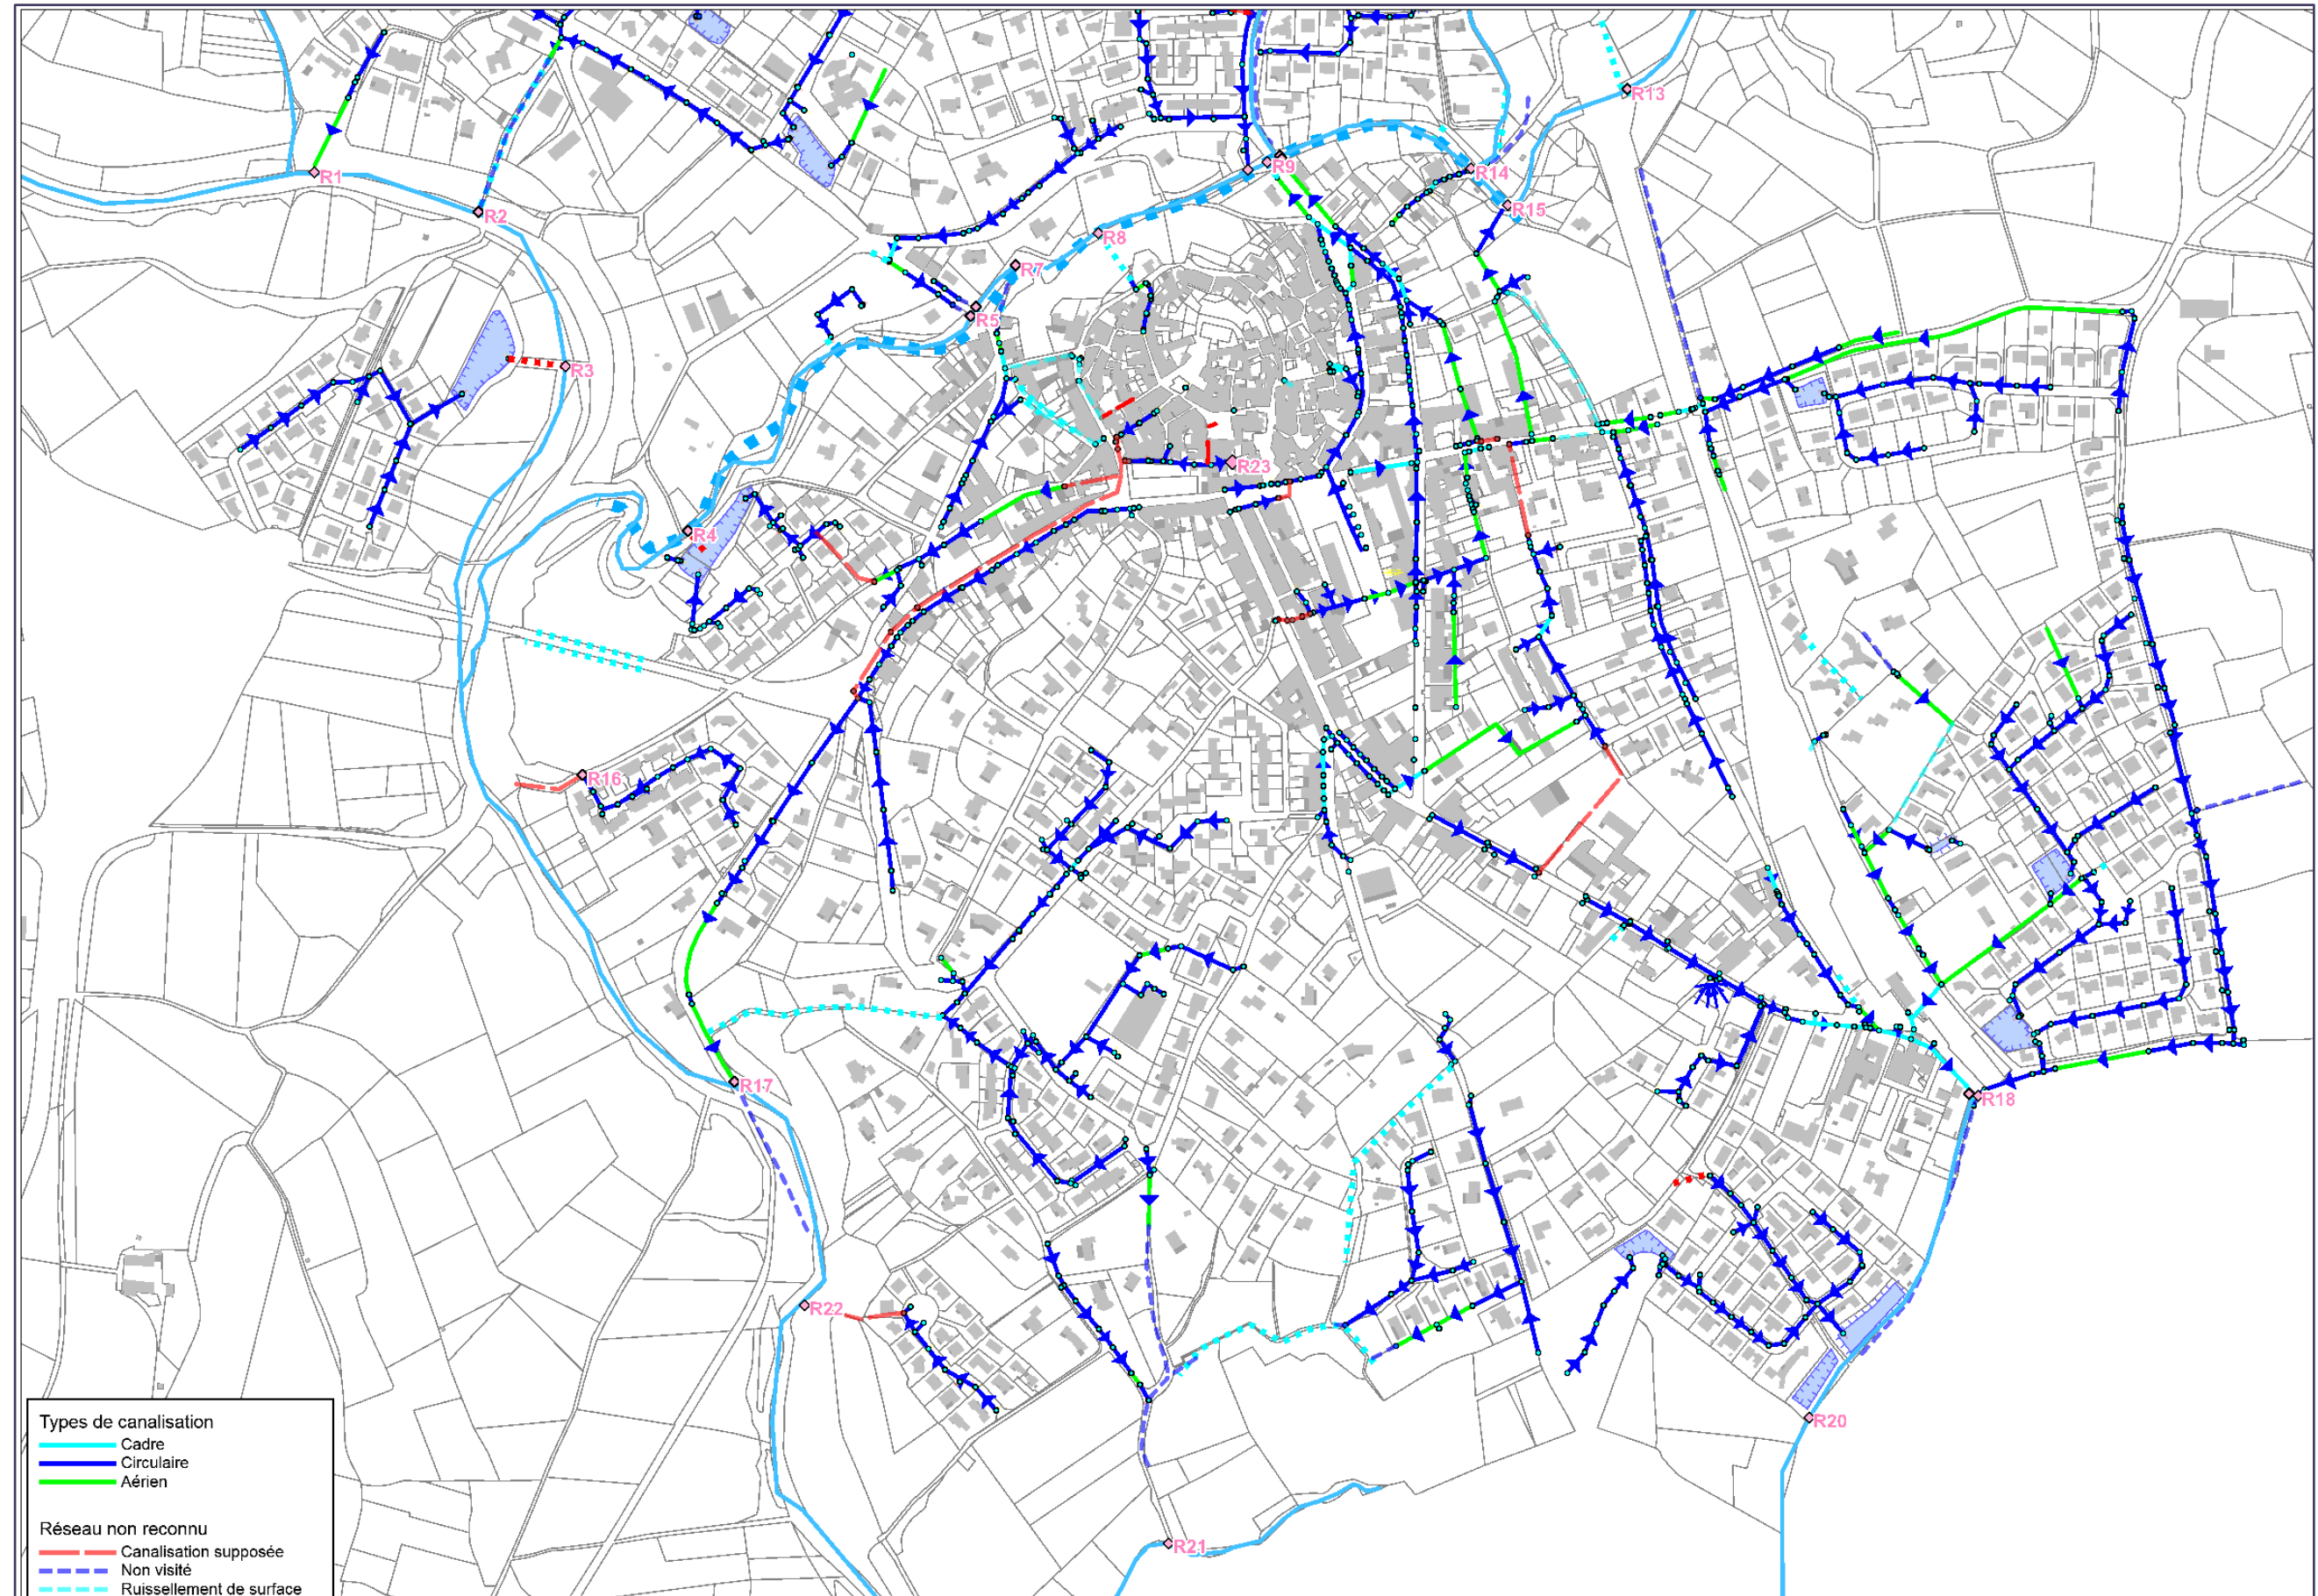 R13
R9
R14
R1
R15
R2
R8
R7
R5
R3
R23
R4
R16
R17
R18
R22
R20
R21
Types de canalisation
Cadre
Circulaire
Aérien
Réseau non reconnu
Canalisation supposée
Non visité
Ruissellement de surface